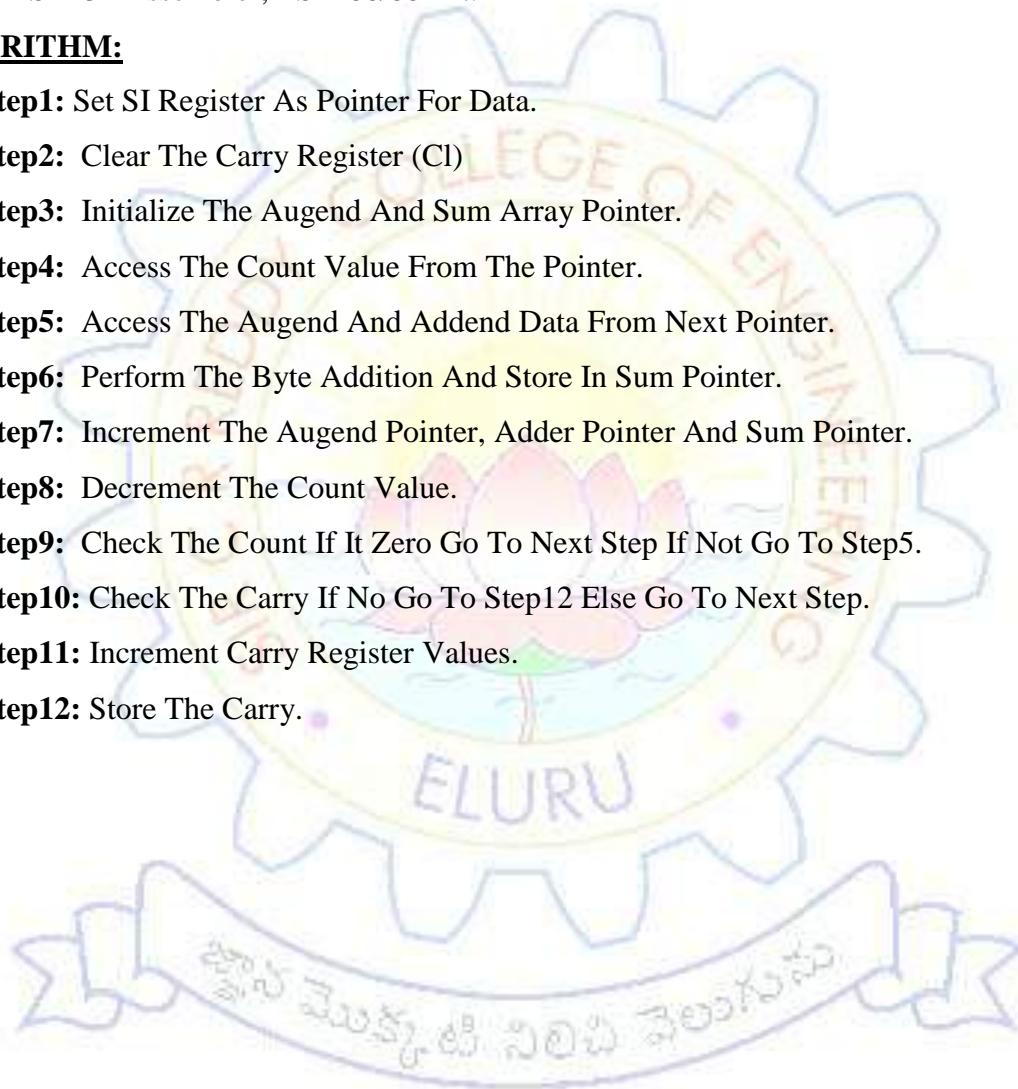 RITHM:
tep1: Set SI Register As Pointer For Data.
tep2: Clear The Carry Register (Cl)
tep3: Initialize The Augend And Sum Array Pointer.
tep4: Access The Count Value From The Pointer.
tep5: Access The Augend And Addend Data From Next Pointer.
tep6: Perform The Byte Addition And Store In Sum Pointer.
tep7: Increment The Augend Pointer, Adder Pointer And Sum Pointer.
tep8: Decrement The Count Value.
tep9: Check The Count If It Zero Go To Next Step If Not Go To Step5.
tep10: Check The Carry If No Go To Step12 Else Go To Next Step.
tep11: Increment Carry Register Values.
tep12: Store The Carry.
SIR C R REDDY COLLEGE OF ENGINEERING
ELURU